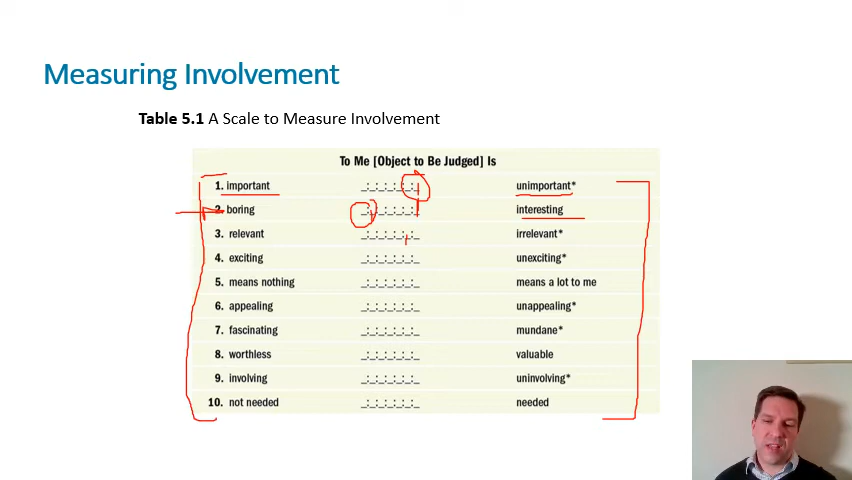 Measuring Involvement
Table 5.1 A Scale to Measure Involvement
To Me [Object to Be Judged] Is
1. important _:_:_:_:_:_:_ unimportant*
2. boring _:_:_:_:_:_:_ interesting
3. relevant _:_:_:_:_:_:_ irrelevant*
4. exciting _:_:_:_:_:_:_ unexciting*
5. means nothing _:_:_:_:_:_:_ means a lot to me
6. appealing _:_:_:_:_:_:_ unappealing*
7. fascinating _:_:_:_:_:_:_ mundane*
8. worthless _:_:_:_:_:_:_ valuable
9. involving _:_:_:_:_:_:_ uninvolving*
10. not needed _:_:_:_:_:_:_ needed